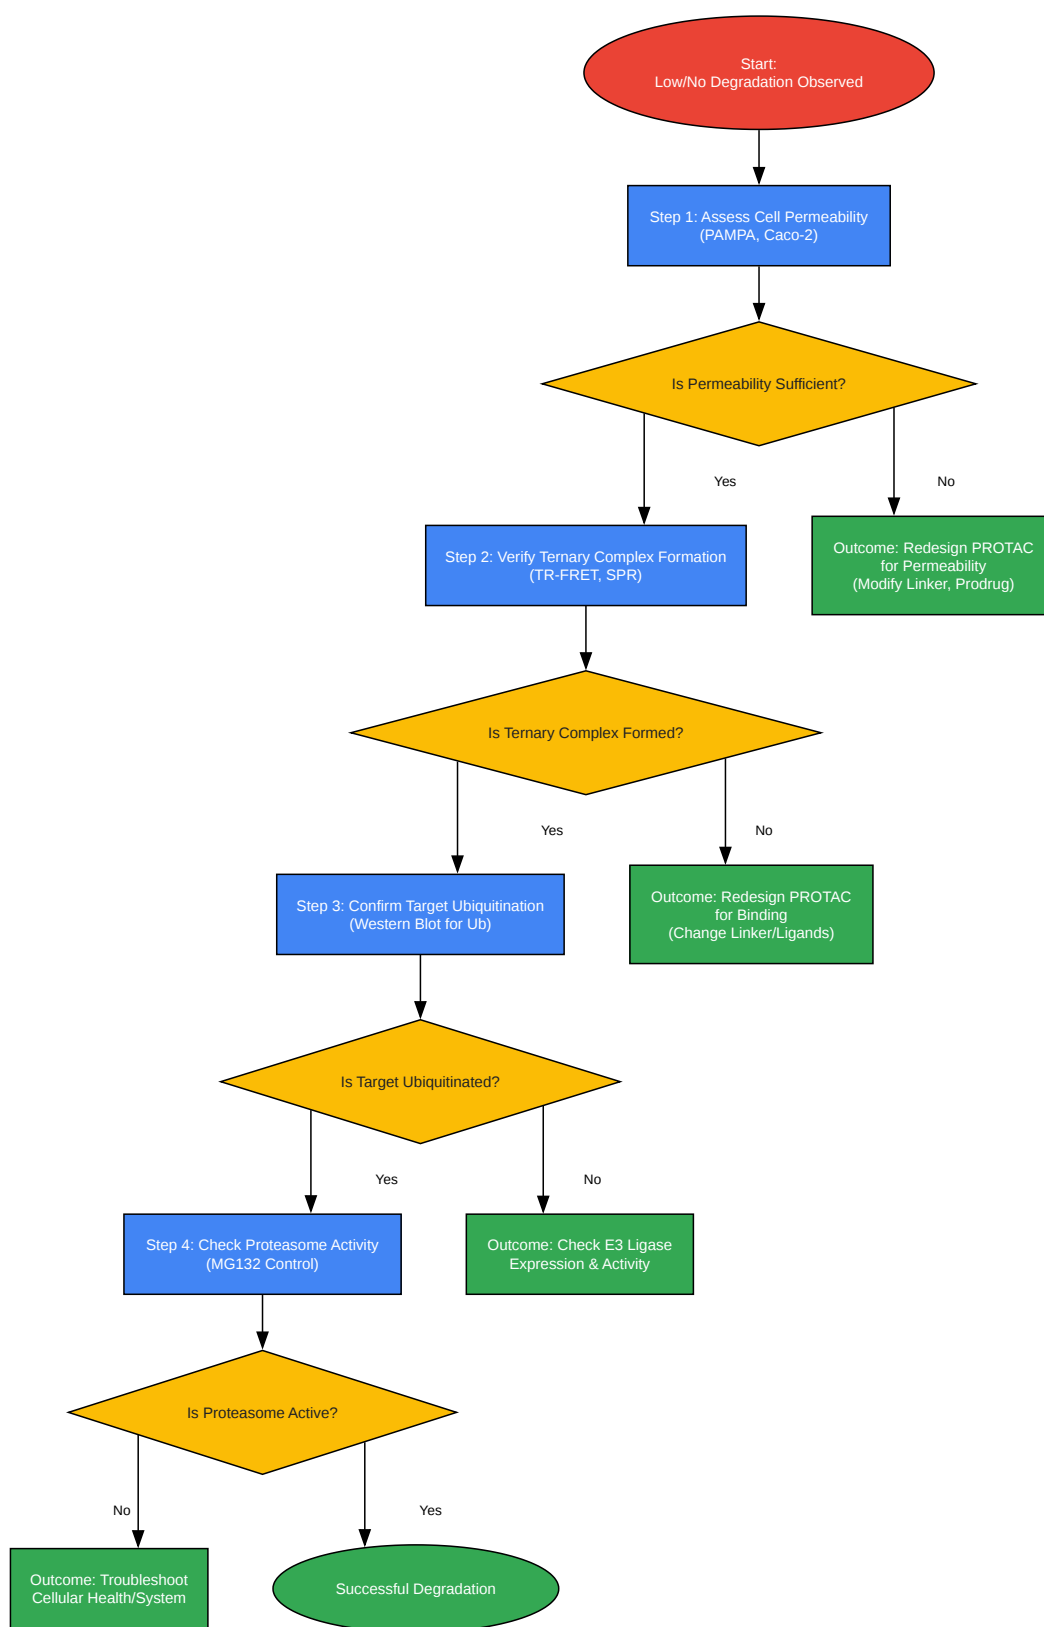 Start:
Low/No Degradation Observed
Step 1: Assess Cell Permeability
(PAMPA, Caco-2)
Is Permeability Sufficient?
Yes
No
Step 2: Verify Ternary Complex Formation
(TR-FRET, SPR)
Outcome: Redesign PROTAC
for Permeability
(Modify Linker, Prodrug)
Is Ternary Complex Formed?
Yes
No
Step 3: Confirm Target Ubiquitination
(Western Blot for Ub)
Outcome: Redesign PROTAC
for Binding
(Change Linker/Ligands)
Is Target Ubiquitinated?
Yes
No
Step 4: Check Proteasome Activity
(MG132 Control)
Outcome: Check E3 Ligase
Expression & Activity
Is Proteasome Active?
No
Yes
Outcome: Troubleshoot
Cellular Health/System
Successful Degradation